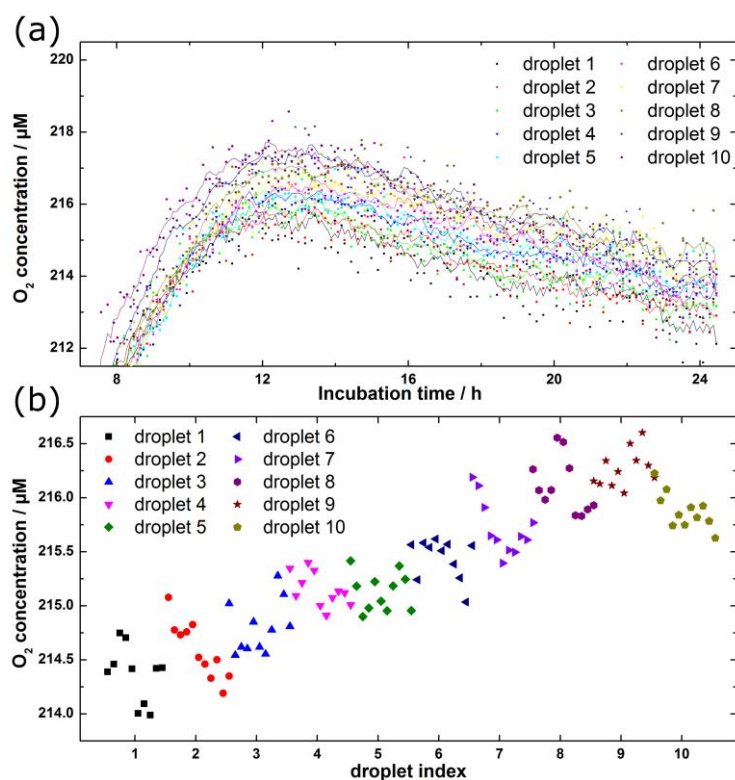 (a)
220
218
216
214
212
O2 concentration / µM
droplet 1
droplet 2
droplet 3
droplet 4
droplet 5
droplet 6
droplet 7
droplet 8
droplet 9
droplet 10
8 12 16 20 24
Incubation time / h
(b)
216.5
216.0
215.5
215.0
214.5
214.0
O2 concentration / µM
droplet 1
droplet 2
droplet 3
droplet 4
droplet 5
droplet 6
droplet 7
droplet 8
droplet 9
droplet 10
1 2 3 4 5 6 7 8 9 10
droplet index